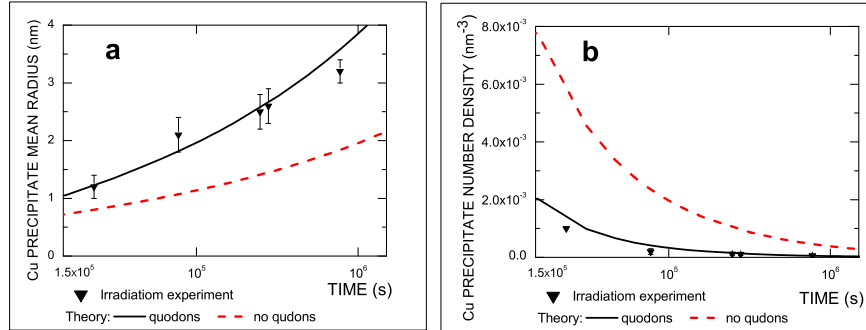 a
Cu PRECIPITATE MEAN RADIUS (nm)
4
3
2
1
0
1.5x10⁵
10⁵
10⁶
TIME (s)
Irradiatiom experiment
Theory: quodons no qudons
b
Cu PRECIPITATE NUMBER DENSITY (nm⁻³)
8.0x10⁻³
6.0x10⁻³
4.0x10⁻³
2.0x10⁻³
0.0
1.5x10⁵
10⁵
10⁶
TIME (s)
Irradiatiom experiment
Theory: quodons no qudons